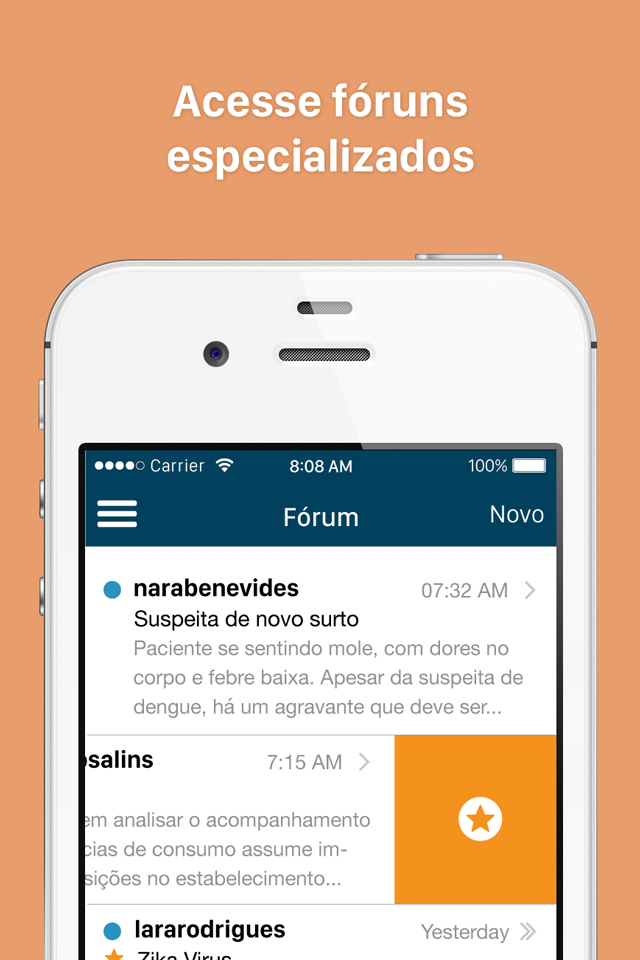 Acesse fóruns
especializados
Carrier 8:08 AM 100%
Fórum Novo
narabenevides 07:32 AM
Suspeita de novo surto
Paciente se sentindo mole, com dores no
corpo e febre baixa. Apesar da suspeita de
dengue, há um agravante que deve ser...
salins 7:15 AM
em analisar o acompanhamento
cias de consumo assume im-
sições no estabelecimento...
lararodrigues Yesterday
Zika Virus